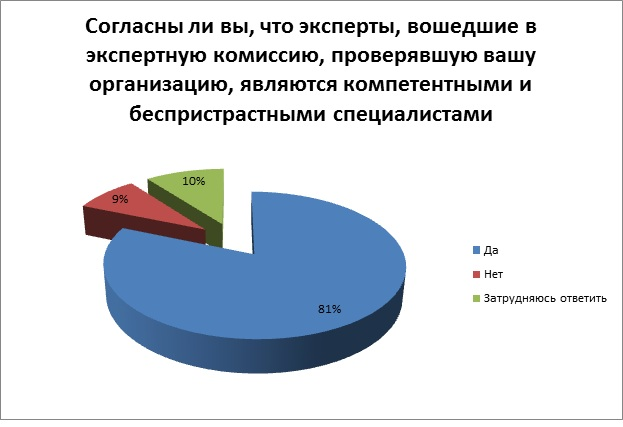 Согласны ли вы, что эксперты, вошедшие в
экспертную комиссию, проверявшую вашу
организацию, являются компетентными и
беспристрастными специалистами
10%
9%
Да
Нет
Затрудняюсь ответить
81%